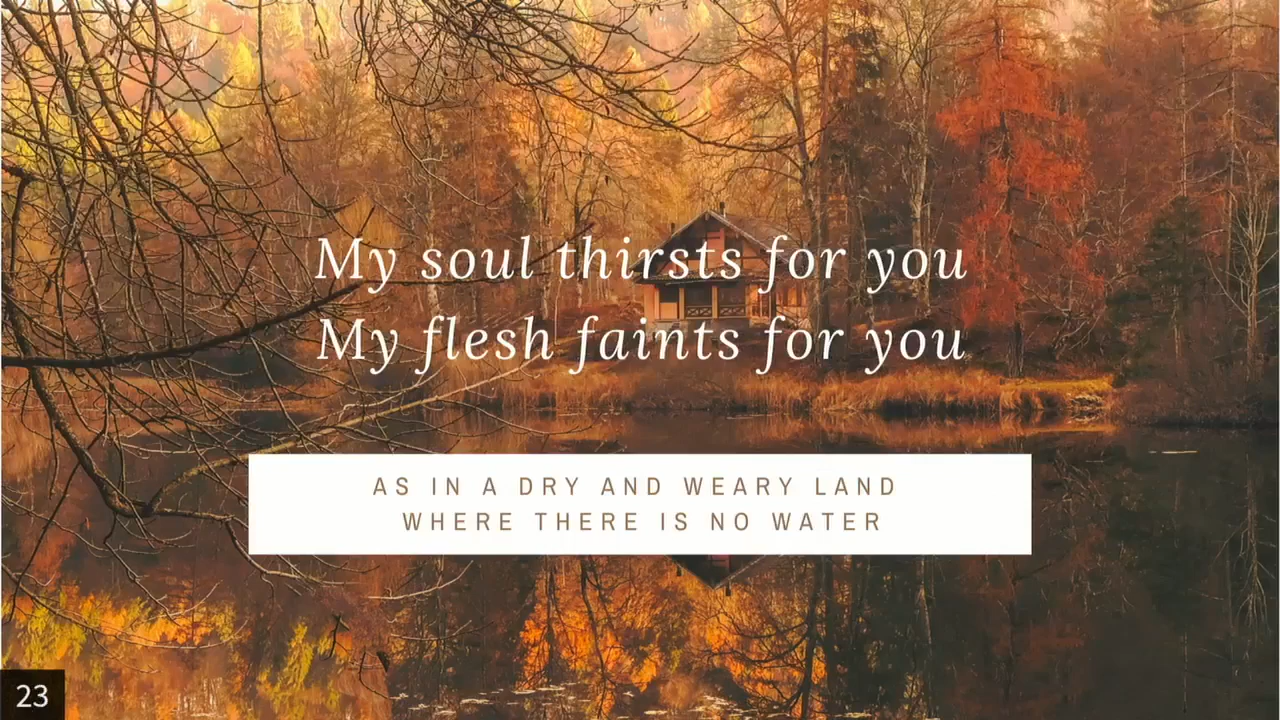 My soul thirsts for you
My flesh faints for you
AS IN A DRY AND WEARY LAND
WHERE THERE IS NO WATER
23